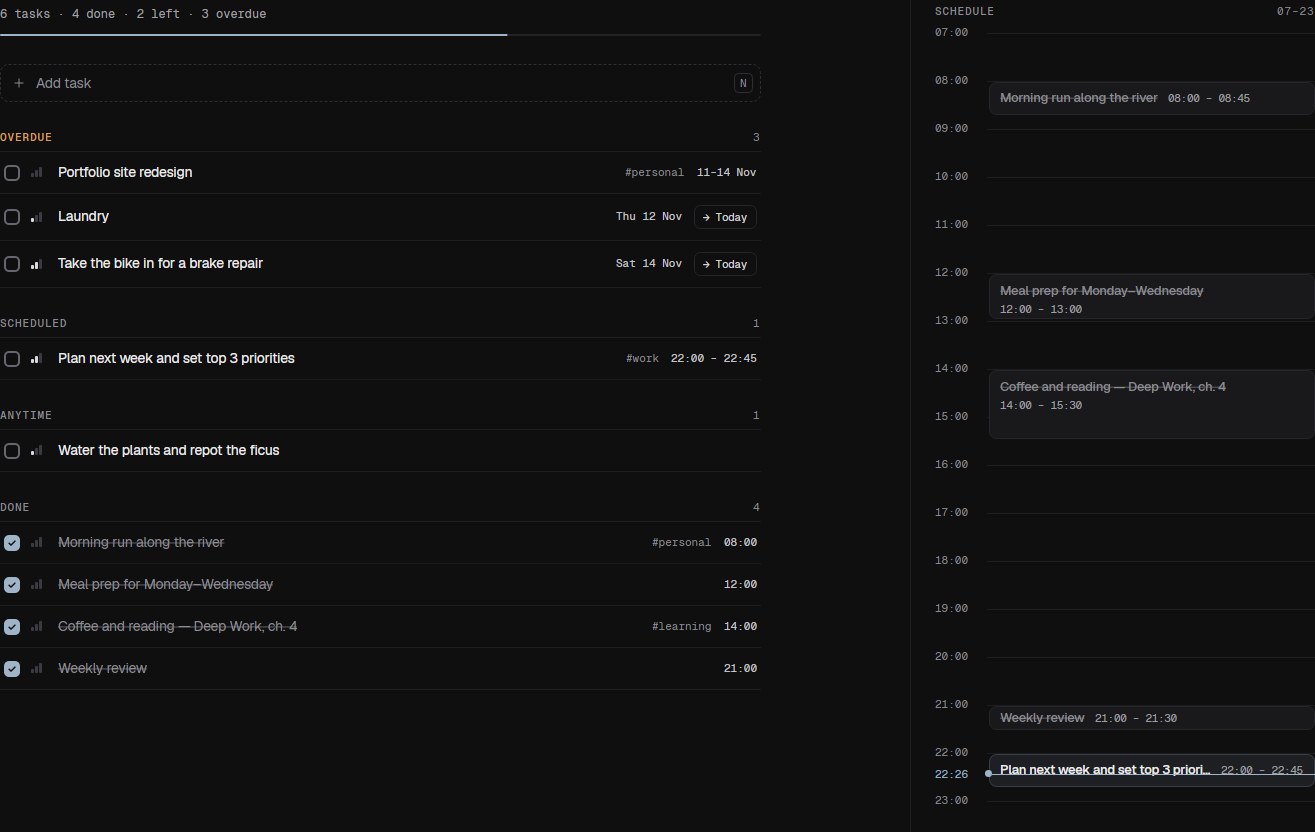 6 tasks · 4 done · 2 left · 3 overdue
Add task N
OVERDUE 3
Portfolio site redesign #personal 11–14 Nov
Laundry Thu 12 Nov → Today
Take the bike in for a brake repair Sat 14 Nov → Today
SCHEDULED 1
Plan next week and set top 3 priorities #work 22:00 – 22:45
ANYTIME 1
Water the plants and repot the ficus
DONE 4
Morning run along the river #personal 08:00
Meal prep for Monday–Wednesday 12:00
Coffee and reading — Deep Work, ch. 4 #learning 14:00
Weekly review 21:00
SCHEDULE 07–23
07:00
08:00
Morning run along the river 08:00 – 08:45
09:00
10:00
11:00
12:00
Meal prep for Monday–Wednesday
12:00 – 13:00
13:00
14:00
Coffee and reading — Deep Work, ch. 4
14:00 – 15:30
15:00
16:00
17:00
18:00
19:00
20:00
21:00
Weekly review 21:00 – 21:30
22:00
Plan next week and set top 3 priori… 22:00 – 22:45
22:26
23:00